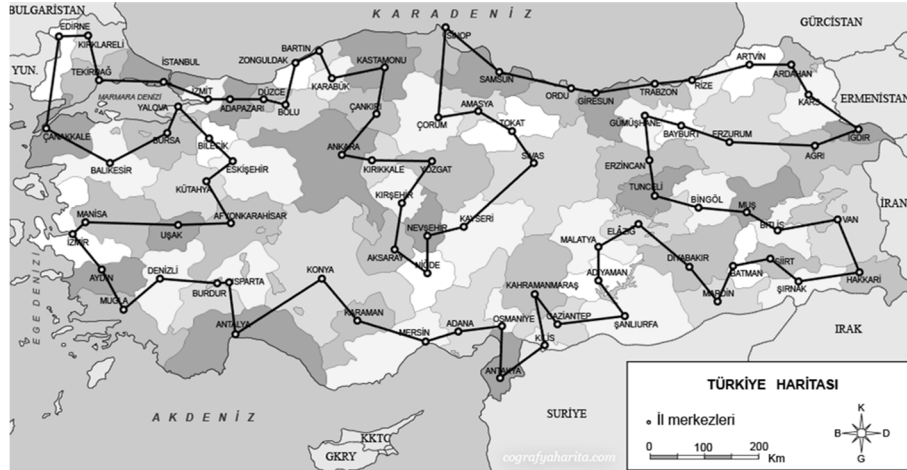 BULGARİSTAN
K A R A D E N İ Z
GÜRCİSTAN
EDİRNE
KIRKLARELİ
SİNOP
BARTIN
ZONGULDAK
KASTAMONU
ARTVİN
YUN.
TEKİRDAĞ
İSTANBUL
KARABÜK
SAMSUN
ARDAHAN
İZMİT
DÜZCE
ORDU
GİRESUN
TRABZON
RİZE
KARS
MARMARA DENİZİ
YALOVA
ADAPAZARI
BOLU
ÇANKIRI
AMASYA
ERMENİSTAN
ÇANAKKALE
BURSA
BİLECİK
ÇORUM
TOKAT
GÜMÜŞHANE
BAYBURT
ERZURUM
IĞDIR
ANKARA
AĞRI
BALIKESİR
ESKİŞEHİR
KIRIKKALE
YOZGAT
SİVAS
ERZİNCAN
KÜTAHYA
KIRŞEHİR
TUNCELİ
BİNGÖL
İRAN
MANİSA
AFYONKARAHİSAR
MUŞ
VAN
İZMİR
UŞAK
NEVŞEHİR
KAYSERİ
ELAZIĞ
BİTLİS
AKSARAY
MALATYA
EGEDENİZİ
AYDIN
DENİZLİ
KONYA
NİĞDE
ADIYAMAN
DİYABAKIR
BATMAN
SİİRT
HAKKARİ
BURDUR
ISPARTA
KAHRAMANMARAŞ
ŞIRNAK
MUĞLA
MARDİN
ANTALYA
KARAMAN
MERSİN
ADANA
OSMANİYE
GAZİANTEP
ŞANLIURFA
IRAK
KİLİS
ANTAKYA
TÜRKİYE HARİTASI
A K D E N İ Z
SURİYE
İl merkezleri
K
B
D
G
0 100 200
Km
KKTC
GKRY
cografyaharita.com